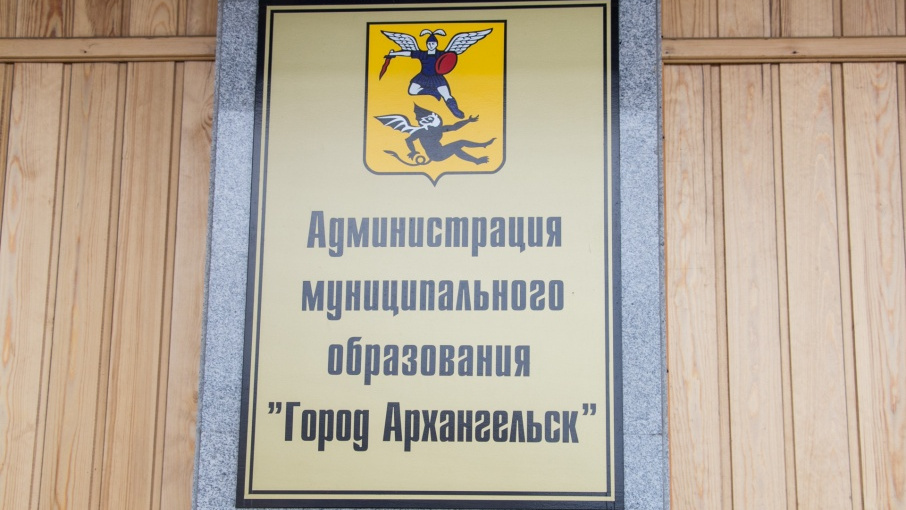 Администрация
муниципального
образования
"Город Архангельск"